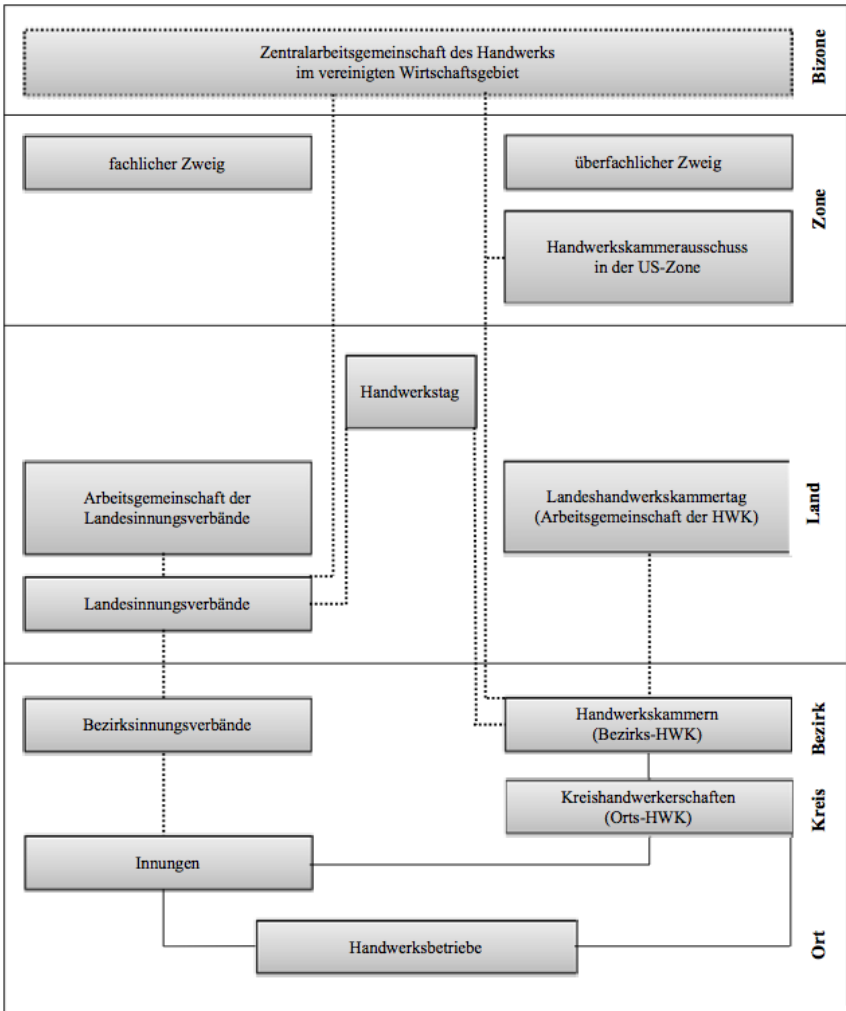 Zentralarbeitsgemeinschaft des Handwerks
im vereinigten Wirtschaftsgebiet
Bizone
fachlicher Zweig
überfachlicher Zweig
Handwerkskammerausschuss
in der US-Zone
Zone
Handwerkstag
Arbeitsgemeinschaft der
Landesinnungsverbände
Landeshandwerkskammertag
(Arbeitsgemeinschaft der HWK)
Landesinnungsverbände
Land
Bezirksinnungsverbände
Handwerkskammern
(Bezirks-HWK)
Bezirk
Kreishandwerkerschaften
(Orts-HWK)
Kreis
Innungen
Handwerksbetriebe
Ort